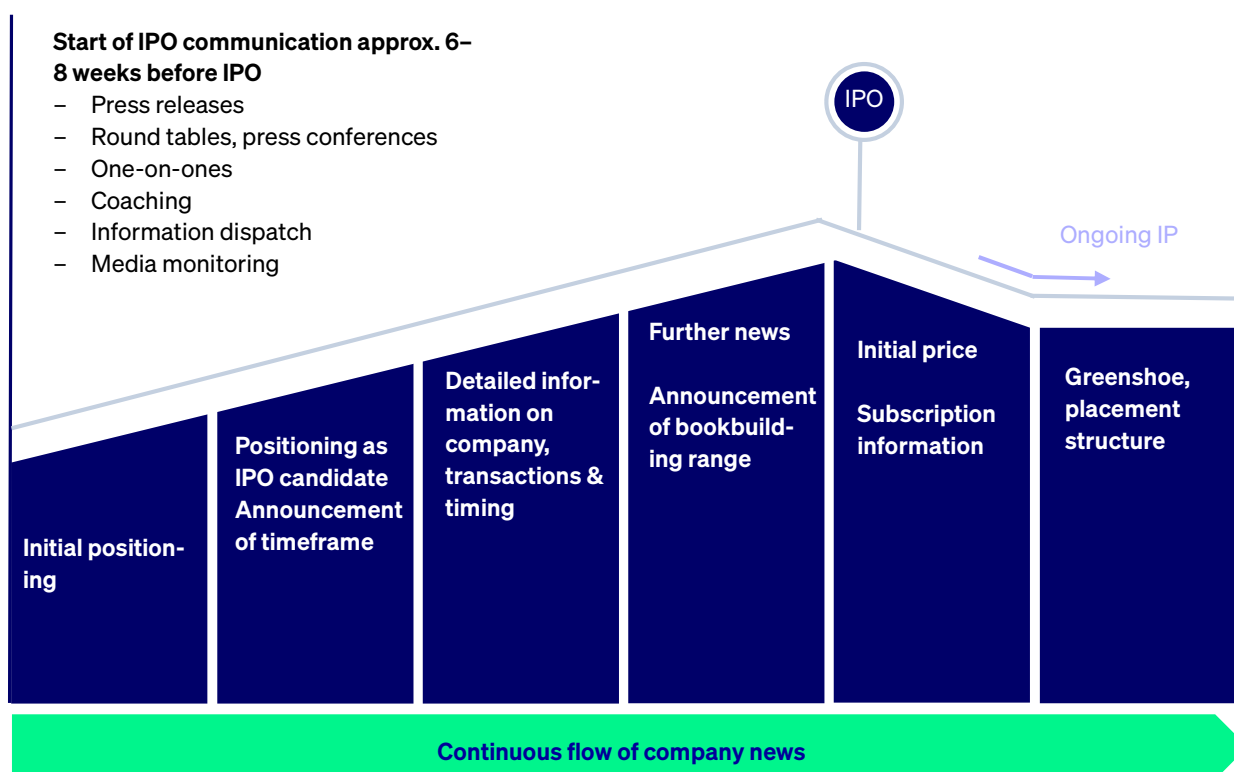 Start of IPO communication approx. 6–
8 weeks before IPO
– Press releases
– Round tables, press conferences
– One-on-ones
– Coaching
– Information dispatch
– Media monitoring
IPO
Ongoing IP
Initial position-
ing
Positioning as
IPO candidate
Announcement
of timeframe
Detailed infor-
mation on
company,
transactions &
timing
Further news
Announcement
of bookbuild-
ing range
Initial price
Subscription
information
Greenshoe,
placement
structure
Continuous flow of company news